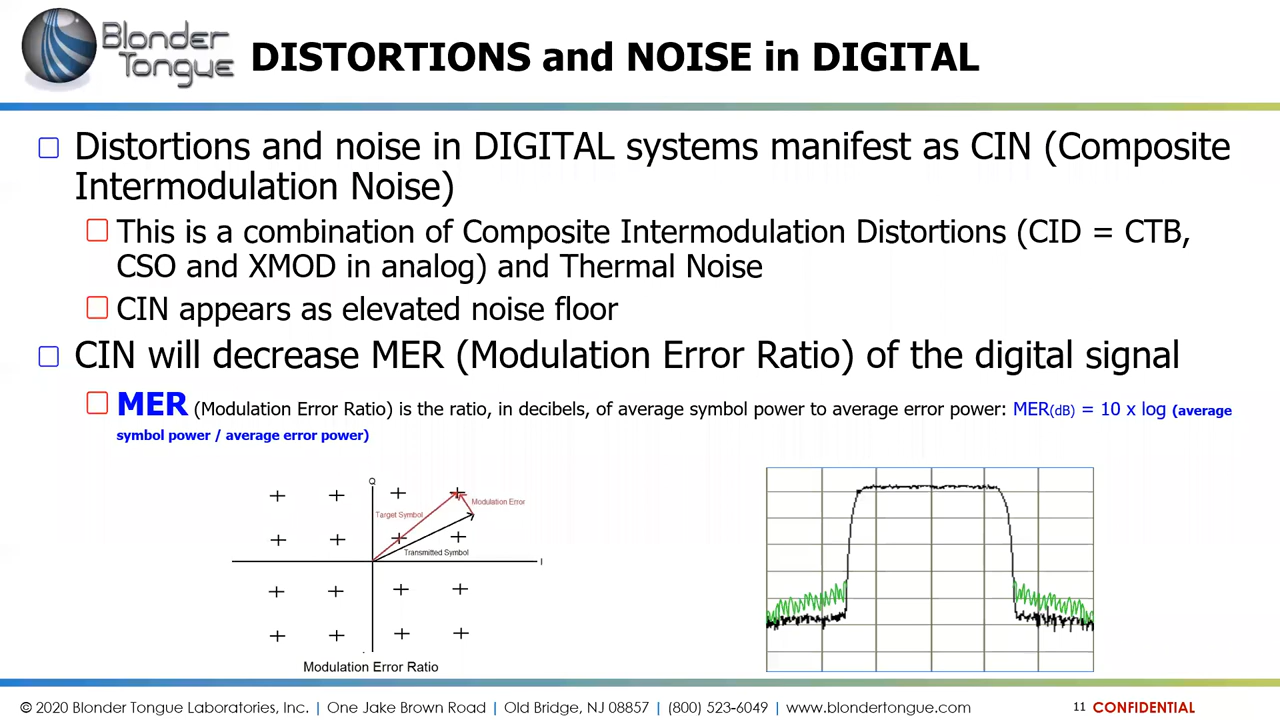 Blonder
Tongue
DISTORTIONS and NOISE in DIGITAL
Distortions and noise in DIGITAL systems manifest as CIN (Composite
Intermodulation Noise)
This is a combination of Composite Intermodulation Distortions (CID = CTB,
CSO and XMOD in analog) and Thermal Noise
CIN appears as elevated noise floor
CIN will decrease MER (Modulation Error Ratio) of the digital signal
MER (Modulation Error Ratio) is the ratio, in decibels, of average symbol power to average error power: MER(dB) = 10 x log (average
symbol power / average error power)
Q
Modulation Error
Target Symbol
Transmitted Symbol
I
Modulation Error Ratio
© 2020 Blonder Tongue Laboratories, Inc. | One Jake Brown Road | Old Bridge, NJ 08857 | (800) 523-6049 | www.blondertongue.com 11 CONFIDENTIAL